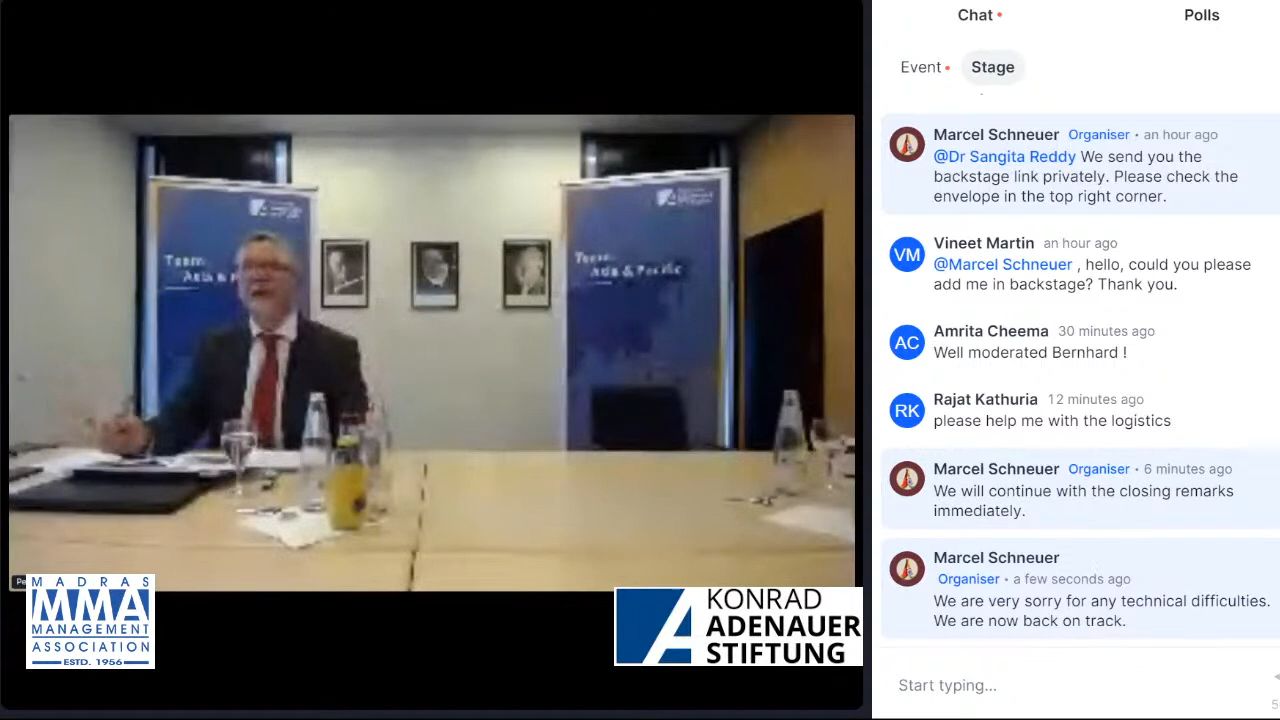 Chat
Polls
Event
Stage
Marcel Schneuer Organiser • an hour ago
@Dr Sangita Reddy We send you the
backstage link privately. Please check the
envelope in the top right corner.
VM
Vineet Martin an hour ago
@Marcel Schneuer , hello, could you please
add me in backstage? Thank you.
AC
Amrita Cheema 30 minutes ago
Well moderated Bernhard !
RK
Rajat Kathuria 12 minutes ago
please help me with the logistics
Marcel Schneuer Organiser • 6 minutes ago
We will continue with the closing remarks
immediately.
Marcel Schneuer
Organiser • a few seconds ago
We are very sorry for any technical difficulties.
We are now back on track.
Start typing...
Team
Asia &
Team
Asia & Pacific
MADRAS
MMA
MANAGEMENT
ASSOCIATION
ESTD. 1956
KONRAD
ADENAUER
STIFTUNG